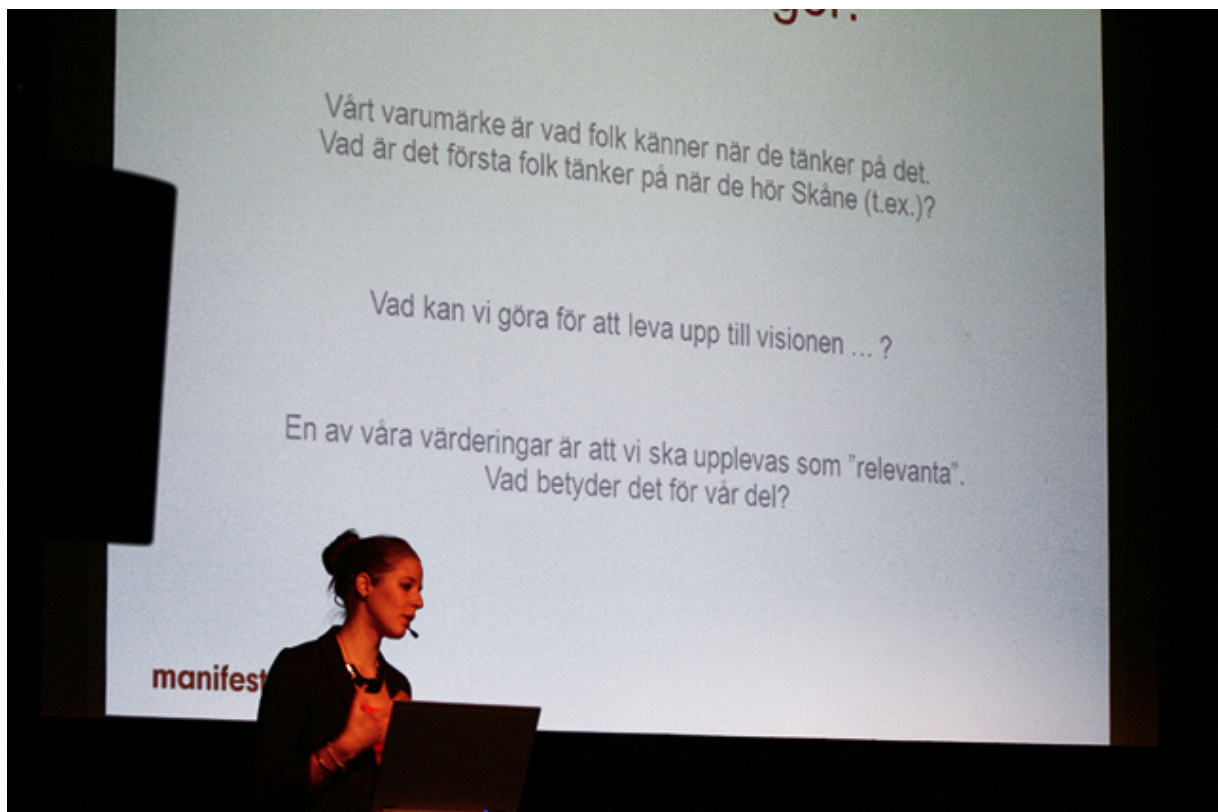 Vårt varumärke är vad folk känner när de tänker på det.
Vad är det första folk tänker på när de hör Skåne (t.ex.)?
Vad kan vi göra för att leva upp till visionen ... ?
En av våra värderingar är att vi ska upplevas som ”relevanta”.
Vad betyder det för vår del?
manifest